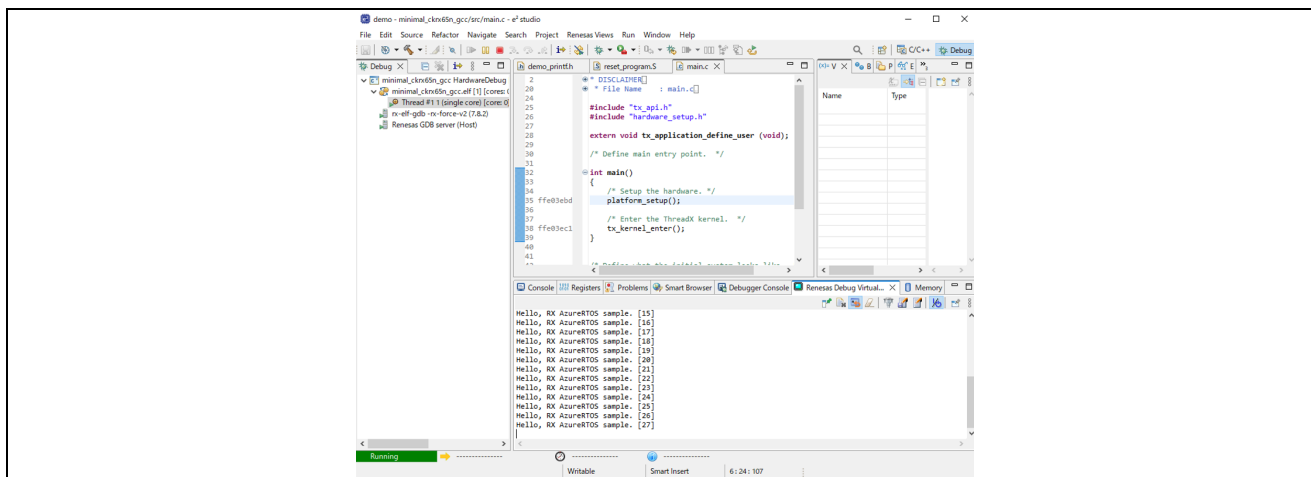 demo - minimal_ckrx65n_gcc/src/main.c - e² studio
File Edit Source Refactor Navigate Search Project Renesas Views Run Window Help
C/C++ Debug
Debug
minimal_ckrx65n_gcc HardwareDebug
minimal_ckrx65n_gcc.elf [1] [cores: 0
Thread #1 1 (single core) [core: 0]
rx-elf-gdb -rx-force-v2 (7.8.2)
Renesas GDB server (Host)
demo_printf.h reset_program.S main.c
2 * DISCLAIMER
20 * File Name : main.c
24
25 #include "tx_api.h"
26 #include "hardware_setup.h"
27
28 extern void tx_application_define_user (void);
29
30 /* Define main entry point. */
31
32 int main()
33 {
34 /* Setup the hardware. */
35 ffe03ebd platform_setup();
36
37 /* Enter the ThreadX kernel. */
38 ffe03ec1 tx_kernel_enter();
39 }
40
41
42 /* Define what the initial system looks like.
(x)= V B P E
Name Type
Console Registers Problems Smart Browser Debugger Console Renesas Debug Virtual... Memory
Hello, RX AzureRTOS sample. [15]
Hello, RX AzureRTOS sample. [16]
Hello, RX AzureRTOS sample. [17]
Hello, RX AzureRTOS sample. [18]
Hello, RX AzureRTOS sample. [19]
Hello, RX AzureRTOS sample. [20]
Hello, RX AzureRTOS sample. [21]
Hello, RX AzureRTOS sample. [22]
Hello, RX AzureRTOS sample. [23]
Hello, RX AzureRTOS sample. [24]
Hello, RX AzureRTOS sample. [25]
Hello, RX AzureRTOS sample. [26]
Hello, RX AzureRTOS sample. [27]
Running --------------- --------------- ---------------
Writable Smart Insert 6 : 24 : 107